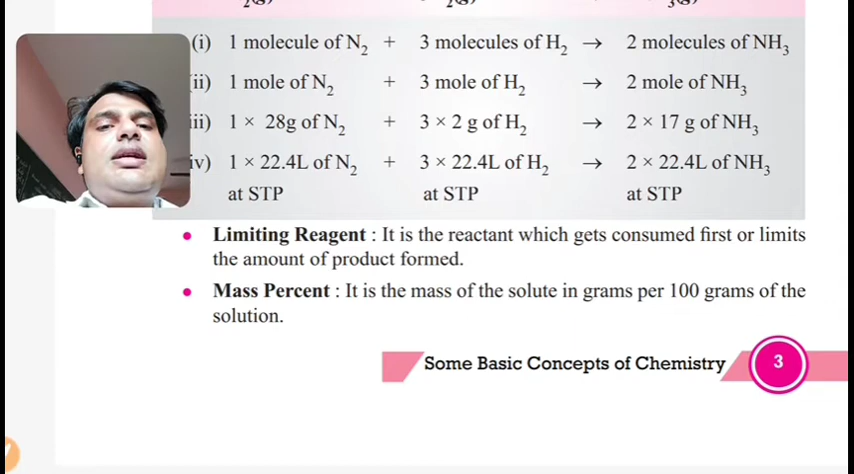 (i) 1 molecule of N₂ + 3 molecules of H₂ → 2 molecules of NH₃
ii) 1 mole of N₂ + 3 mole of H₂ → 2 mole of NH₃
iii) 1 × 28g of N₂ + 3 × 2 g of H₂ → 2 × 17 g of NH₃
iv) 1 × 22.4L of N₂ + 3 × 22.4L of H₂ → 2 × 22.4L of NH₃
at STP at STP at STP
• Limiting Reagent : It is the reactant which gets consumed first or limits
the amount of product formed.
• Mass Percent : It is the mass of the solute in grams per 100 grams of the
solution.
Some Basic Concepts of Chemistry 3